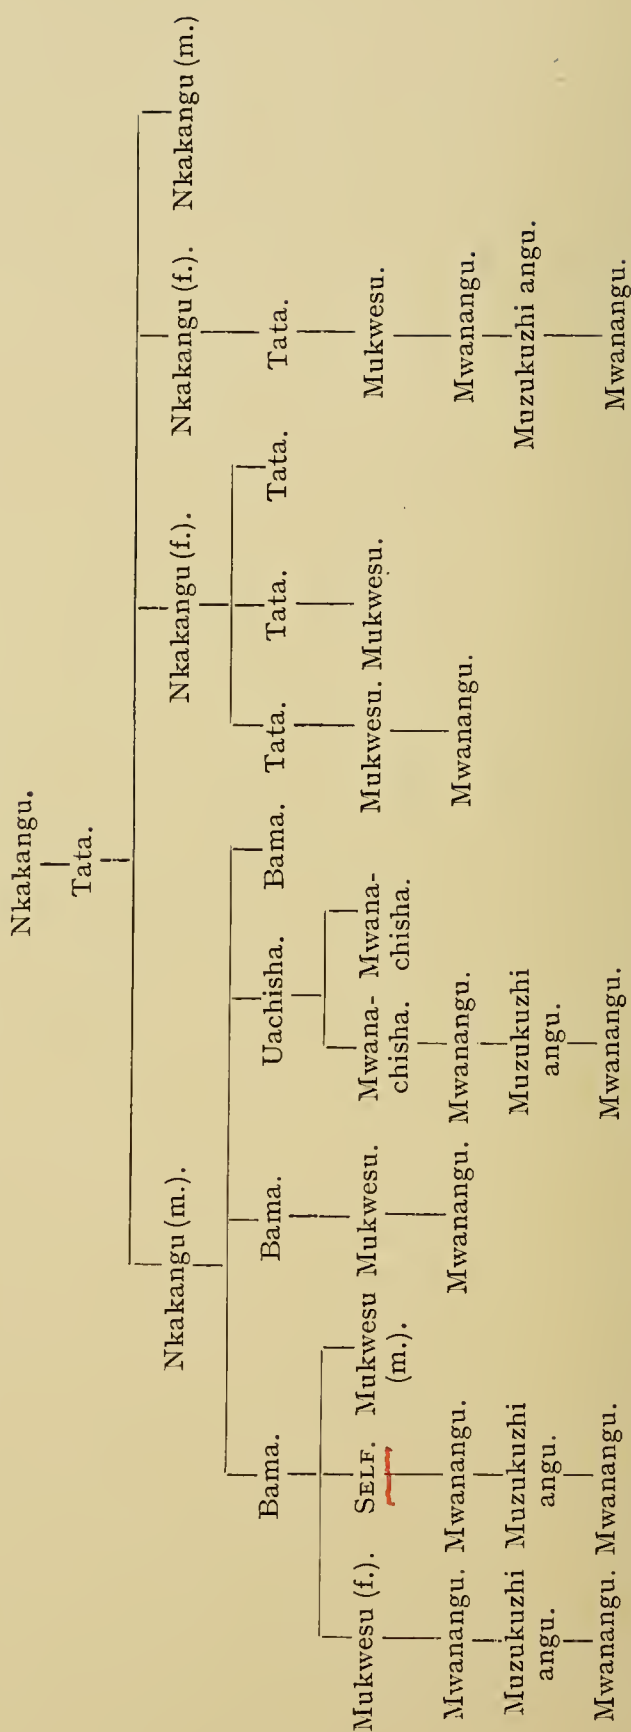 Nkakangu.
Tata.
Nkakangu (m.). Nkakangu (f.). Nkakangu (f.). Nkakangu (m.)
Bama. Bama. Uachisha. Bama. Tata. Tata. Tata. Tata.
Mukwesu (f.). SELF. Mukwesu Mukwesu. Mwana- Mwana- Mukwesu. Mukwesu. Mukwesu.
(m.). chisha. chisha.
Mwanangu. Mwanangu. Mwanangu. Mwanangu. Mwanangu. Mwanangu.
Muzukuzhi Muzukuzhi Muzukuzhi Muzukuzhi angu.
angu. angu. angu.
Mwanangu. Mwanangu. Mwanangu. Mwanangu.